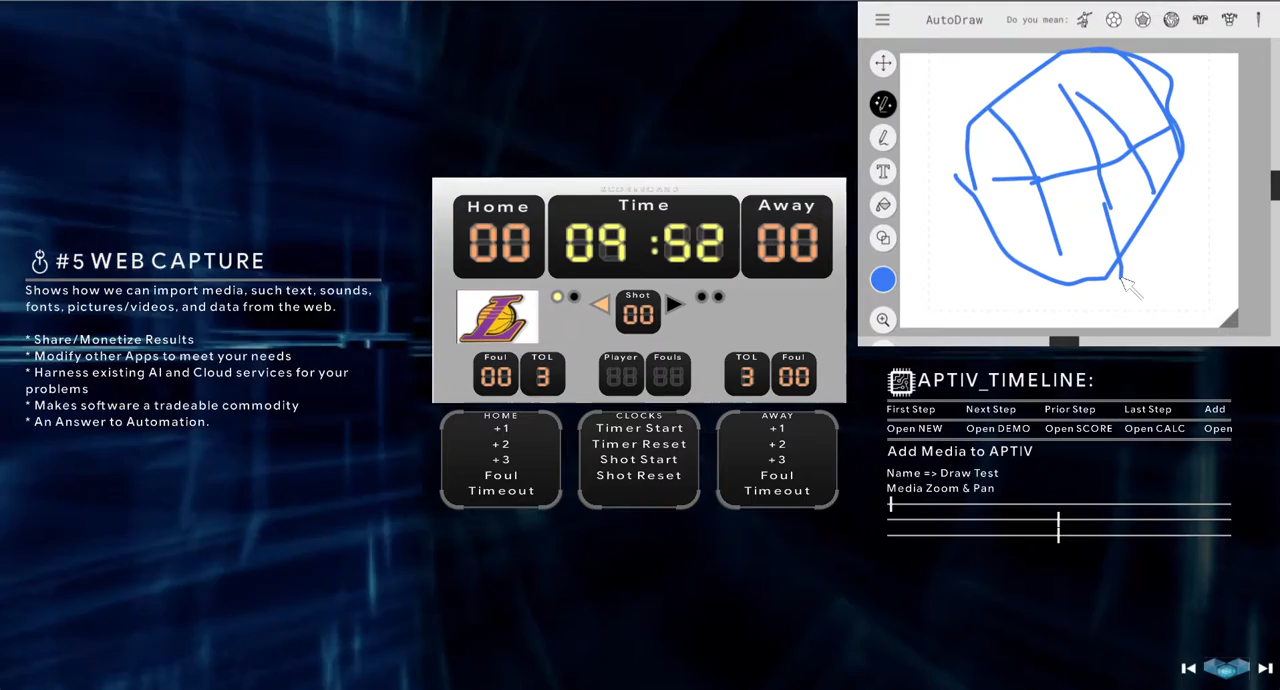 AutoDraw Do you mean:
#5 WEB CAPTURE
Shows how we can import media, such text, sounds,
fonts, pictures/videos, and data from the web.
* Share/Monetize Results
* Modify other Apps to meet your needs
* Harness existing AI and Cloud services for your
problems
* Makes software a tradeable commodity
* An Answer to Automation.
SCOREBOARD
Home Time Away
00 09:52 00
L
Shot
00
Foul TOL Player Fouls TOL Foul
00 3 3 00
HOME CLOCKS AWAY
+1 Timer Start +1
+2 Timer Reset +2
+3 Shot Start +3
Foul Shot Reset Foul
Timeout Timeout
T
APTIV_TIMELINE:
First Step Next Step Prior Step Last Step Add
Open NEW Open DEMO Open SCORE Open CALC Open
Add Media to APTIV
Name => Draw Test
Media Zoom & Pan